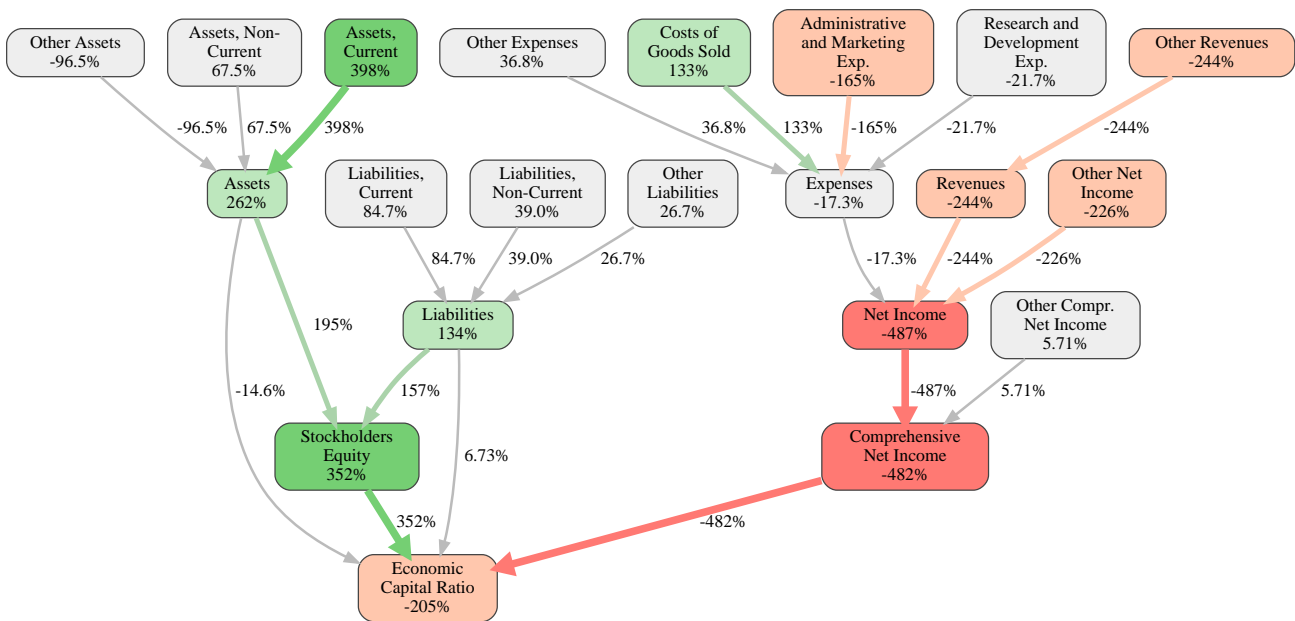 Other Assets
-96.5%
Assets, Non-
Current
67.5%
Assets,
Current
398%
Other Expenses
36.8%
Costs of
Goods Sold
133%
Administrative
and Marketing
Exp.
-165%
Research and
Development
Exp.
-21.7%
Other Revenues
-244%
-96.5%
67.5%
398%
36.8%
133%
-165%
-21.7%
-244%
Assets
262%
Liabilities,
Current
84.7%
Liabilities,
Non-Current
39.0%
Other
Liabilities
26.7%
Expenses
-17.3%
Revenues
-244%
Other Net
Income
-226%
84.7%
39.0%
26.7%
-17.3%
-244%
-226%
195%
Liabilities
134%
Net Income
-487%
Other Compr.
Net Income
5.71%
-14.6%
157%
-487%
5.71%
Stockholders
Equity
352%
6.73%
Comprehensive
Net Income
-482%
352%
-482%
Economic
Capital Ratio
-205%